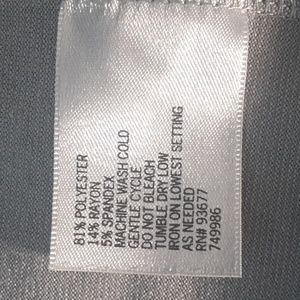 81% POLYESTER
14% RAYON
5% SPANDEX
MACHINE WASH COLD
GENTLE CYCLE
DO NOT BLEACH
TUMBLE DRY LOW
IRON ON LOWEST SETTING
AS NEEDED
RN# 93677
749986